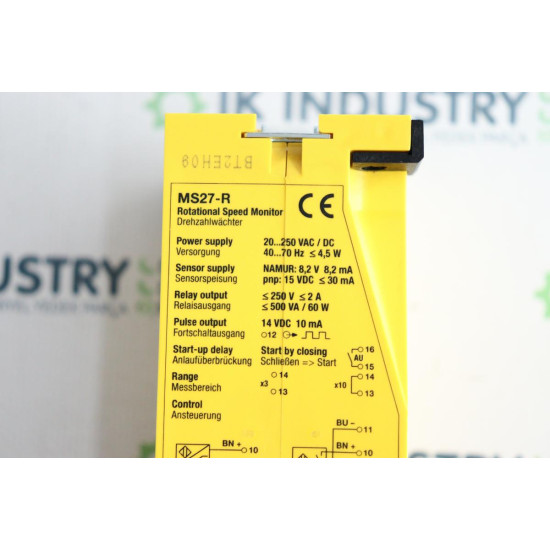 IK INDUSTRY
BT2EH09
MS27-R
Rotational Speed Monitor
Drehzahlwächter
Power supply 20...250 VAC / DC
Versorgung 40...70 Hz ≤ 4,5 W
Sensor supply NAMUR: 8,2 V 8,2 mA
Sensorspeisung pnp: 15 VDC ≤ 30 mA
Relay output ≤ 250 V ≤ 2 A
Relaisausgang ≤ 500 VA / 60 W
Pulse output 14 VDC 10 mA
Fortschaltausgang 12
Start-up delay Start by closing 16
Anlaufüberbrückung Schließen => Start AU 15
Range x3 14 x10 14
Messbereich 13 13
Control
Ansteuerung BU - 11
BN + 10 BN + 10
USTRY
INDUST